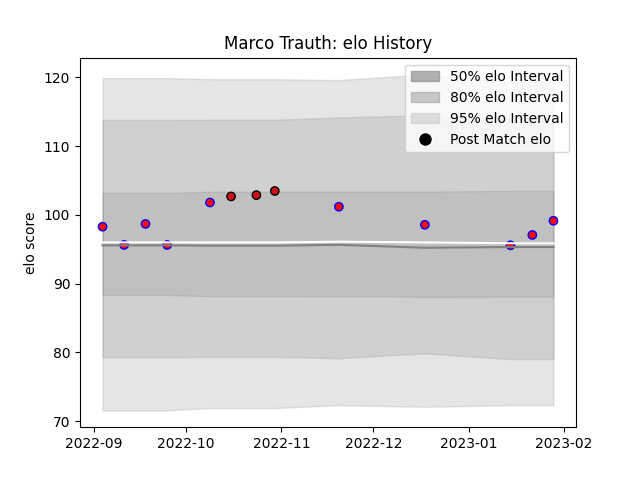 Marco Trauth: elo History
120
110
100
90
80
70
elo score
50% elo Interval
80% elo Interval
95% elo Interval
Post Match elo
2022-09
2022-10
2022-11
2022-12
2023-01
2023-02